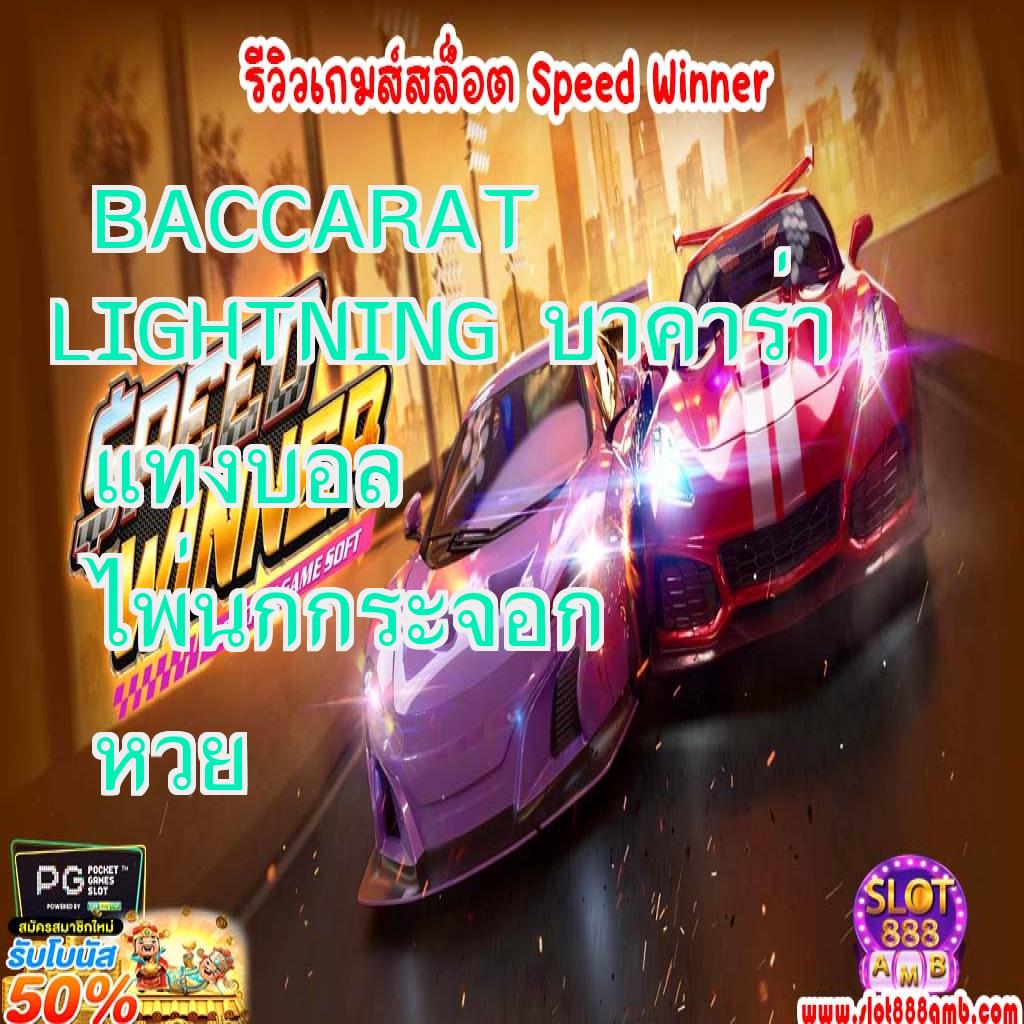 รีวิวเกมส์สล็อต Speed Winner
BACCARAT
LIGHTNING บาคาร่า
SPEED
WINNER
GAME SOFT
แทงบอล
ไพ่นกกระจอก
หวย
PG POCKET GAMES SLOT
POWERED BY
สมัครสมาชิกใหม่
รับโบนัส
50%
SLOT
888
AMB
www.slot888amb.com